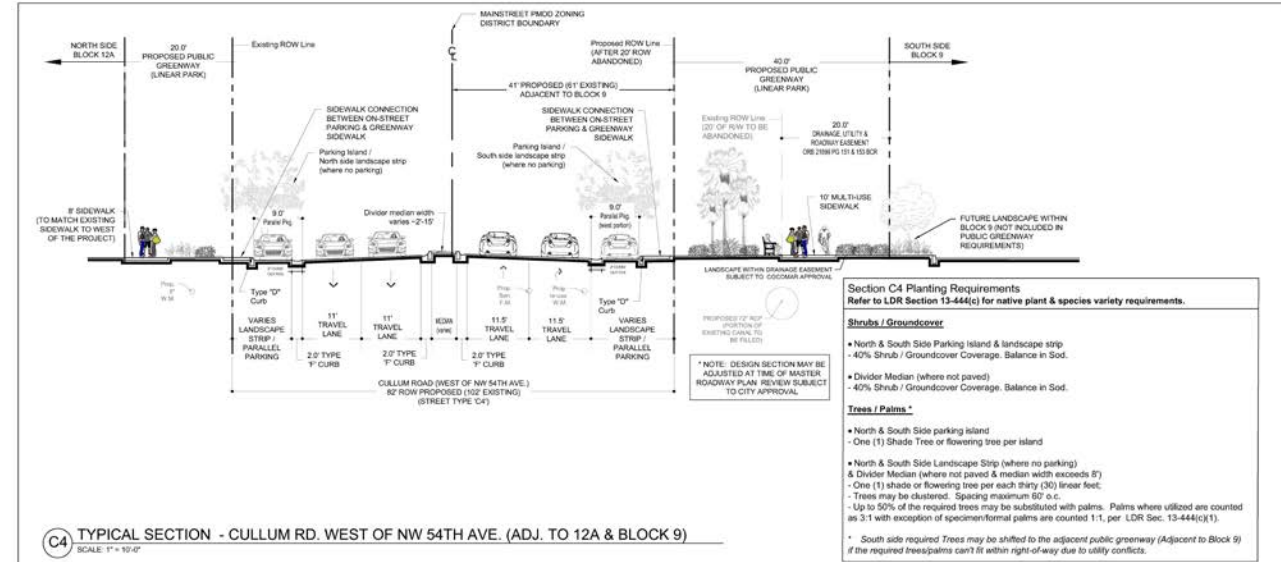 MAINSTREET PMDD ZONING
DISTRICT BOUNDARY
NORTH SIDE
BLOCK 12A
20.0'
PROPOSED PUBLIC
GREENWAY
(LINEAR PARK)
Existing ROW Line
Proposed ROW Line
(AFTER 20' ROW
ABANDONED)
40.0'
PROPOSED PUBLIC
GREENWAY
(LINEAR PARK)
SOUTH SIDE
BLOCK 9
41' PROPOSED (61' EXISTING)
ADJACENT TO BLOCK 9
SIDEWALK CONNECTION
BETWEEN ON-STREET
PARKING & GREENWAY
SIDEWALK
SIDEWALK CONNECTION
BETWEEN ON-STREET
PARKING & GREENWAY
SIDEWALK
Existing ROW Line
(20' OF R/W TO BE
ABANDONED)
20.0'
DRAINAGE, UTILITY &
ROADWAY EASEMENT
ORB 21899 PG 151 & 153 BCR
Parking Island /
North side landscape strip
(where no parking)
Parking Island /
South side landscape strip
(where no parking)
8' SIDEWALK
(TO MATCH EXISTING
SIDEWALK TO WEST
OF THE PROJECT)
9.0'
Parallel Pkg.
Divider median width
varies ~2'-15'
9.0'
Parallel Pkg.
(west portion)
10' MULTI-USE
SIDEWALK
FUTURE LANDSCAPE WITHIN
BLOCK 9 (NOT INCLUDED IN
PUBLIC GREENWAY
REQUIREMENTS)
LANDSCAPE WITHIN DRAINAGE EASEMENT
SUBJECT TO COCOMAR APPROVAL
Type "D"
Curb
Type "D"
Curb
VARIES
LANDSCAPE
STRIP /
PARALLEL
PARKING
11'
TRAVEL
LANE
11'
TRAVEL
LANE
MEDIAN
(varies)
11.5'
TRAVEL
LANE
11.5'
TRAVEL
LANE
VARIES
LANDSCAPE
STRIP /
PARALLEL
PARKING
PROPOSED 72" RCP
(PORTION OF
EXISTING CANAL TO
BE FILLED)
2.0' TYPE
'F' CURB
2.0' TYPE
'F' CURB
2.0' TYPE
'F' CURB
* NOTE: DESIGN SECTION MAY BE
ADJUSTED AT TIME OF MASTER
ROADWAY PLAN REVIEW SUBJECT
TO CITY APPROVAL
CULLUM ROAD (WEST OF NW 54TH AVE.)
82' ROW PROPOSED (102' EXISTING)
(STREET TYPE 'C4')
Section C4 Planting Requirements
Refer to LDR Section 13-444(c) for native plant & species variety requirements.
Shrubs / Groundcover
• North & South Side Parking Island & landscape strip
- 40% Shrub / Groundcover Coverage. Balance in Sod.
• Divider Median (where not paved)
- 40% Shrub / Groundcover Coverage. Balance in Sod.
Trees / Palms *
• North & South Side parking island
- One (1) Shade Tree or flowering tree per island
• North & South Side Landscape Strip (where no parking)
& Divider Median (where not paved & median width exceeds 8')
- One (1) shade or flowering tree per each thirty (30) linear feet;
- Trees may be clustered. Spacing maximum 60' o.c.
- Up to 50% of the required trees may be substituted with palms. Palms where utilized are counted
as 3:1 with exception of specimen/formal palms are counted 1:1, per LDR Sec. 13-444(c)(1).
* South side required Trees may be shifted to the adjacent public greenway (Adjacent to Block 9)
if the required trees/palms can't fit within right-of-way due to utility conflicts.
C4 TYPICAL SECTION - CULLUM RD. WEST OF NW 54TH AVE. (ADJ. TO 12A & BLOCK 9)
SCALE: 1" = 10'-0"